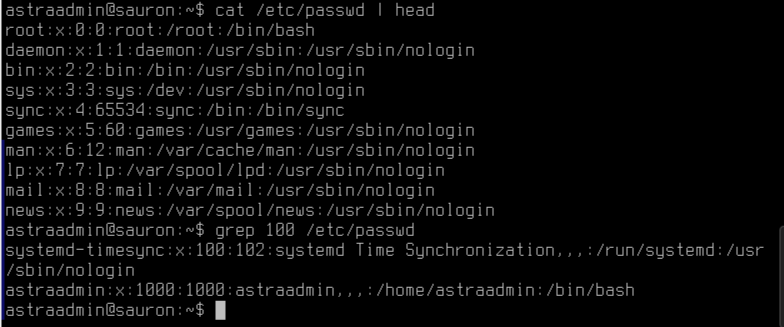 astraadmin@sauron:~$ cat /etc/passwd | head
root:x:0:0:root:/root:/bin/bash
daemon:x:1:1:daemon:/usr/sbin:/usr/sbin/nologin
bin:x:2:2:bin:/bin:/usr/sbin/nologin
sys:x:3:3:sys:/dev:/usr/sbin/nologin
sync:x:4:65534:sync:/bin:/bin/sync
games:x:5:60:games:/usr/games:/usr/sbin/nologin
man:x:6:12:man:/var/cache/man:/usr/sbin/nologin
lp:x:7:7:lp:/var/spool/lpd:/usr/sbin/nologin
mail:x:8:8:mail:/var/mail:/usr/sbin/nologin
news:x:9:9:news:/var/spool/news:/usr/sbin/nologin
astraadmin@sauron:~$ grep 100 /etc/passwd
systemd-timesync:x:100:102:systemd Time Synchronization,,,:/run/systemd:/usr
/sbin/nologin
astraadmin:x:1000:1000:astraadmin,,,:/home/astraadmin:/bin/bash
astraadmin@sauron:~$